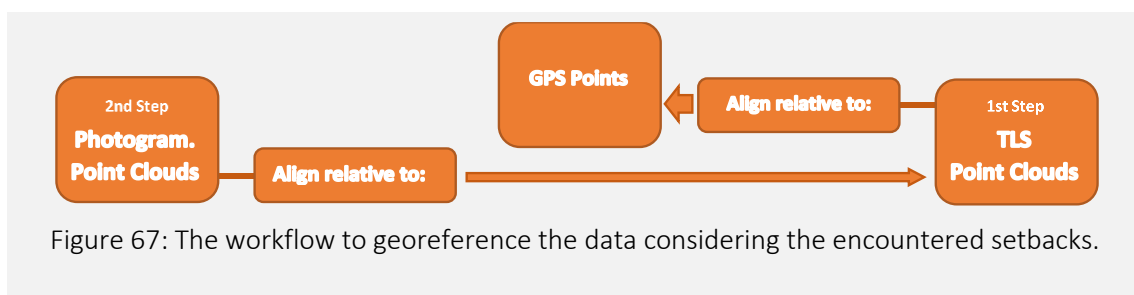 2nd Step
Photogram.
Point Clouds
Align relative to:
GPS Points
Align relative to:
1st Step
TLS
Point Clouds
Figure 67: The workflow to georeference the data considering the encountered setbacks.